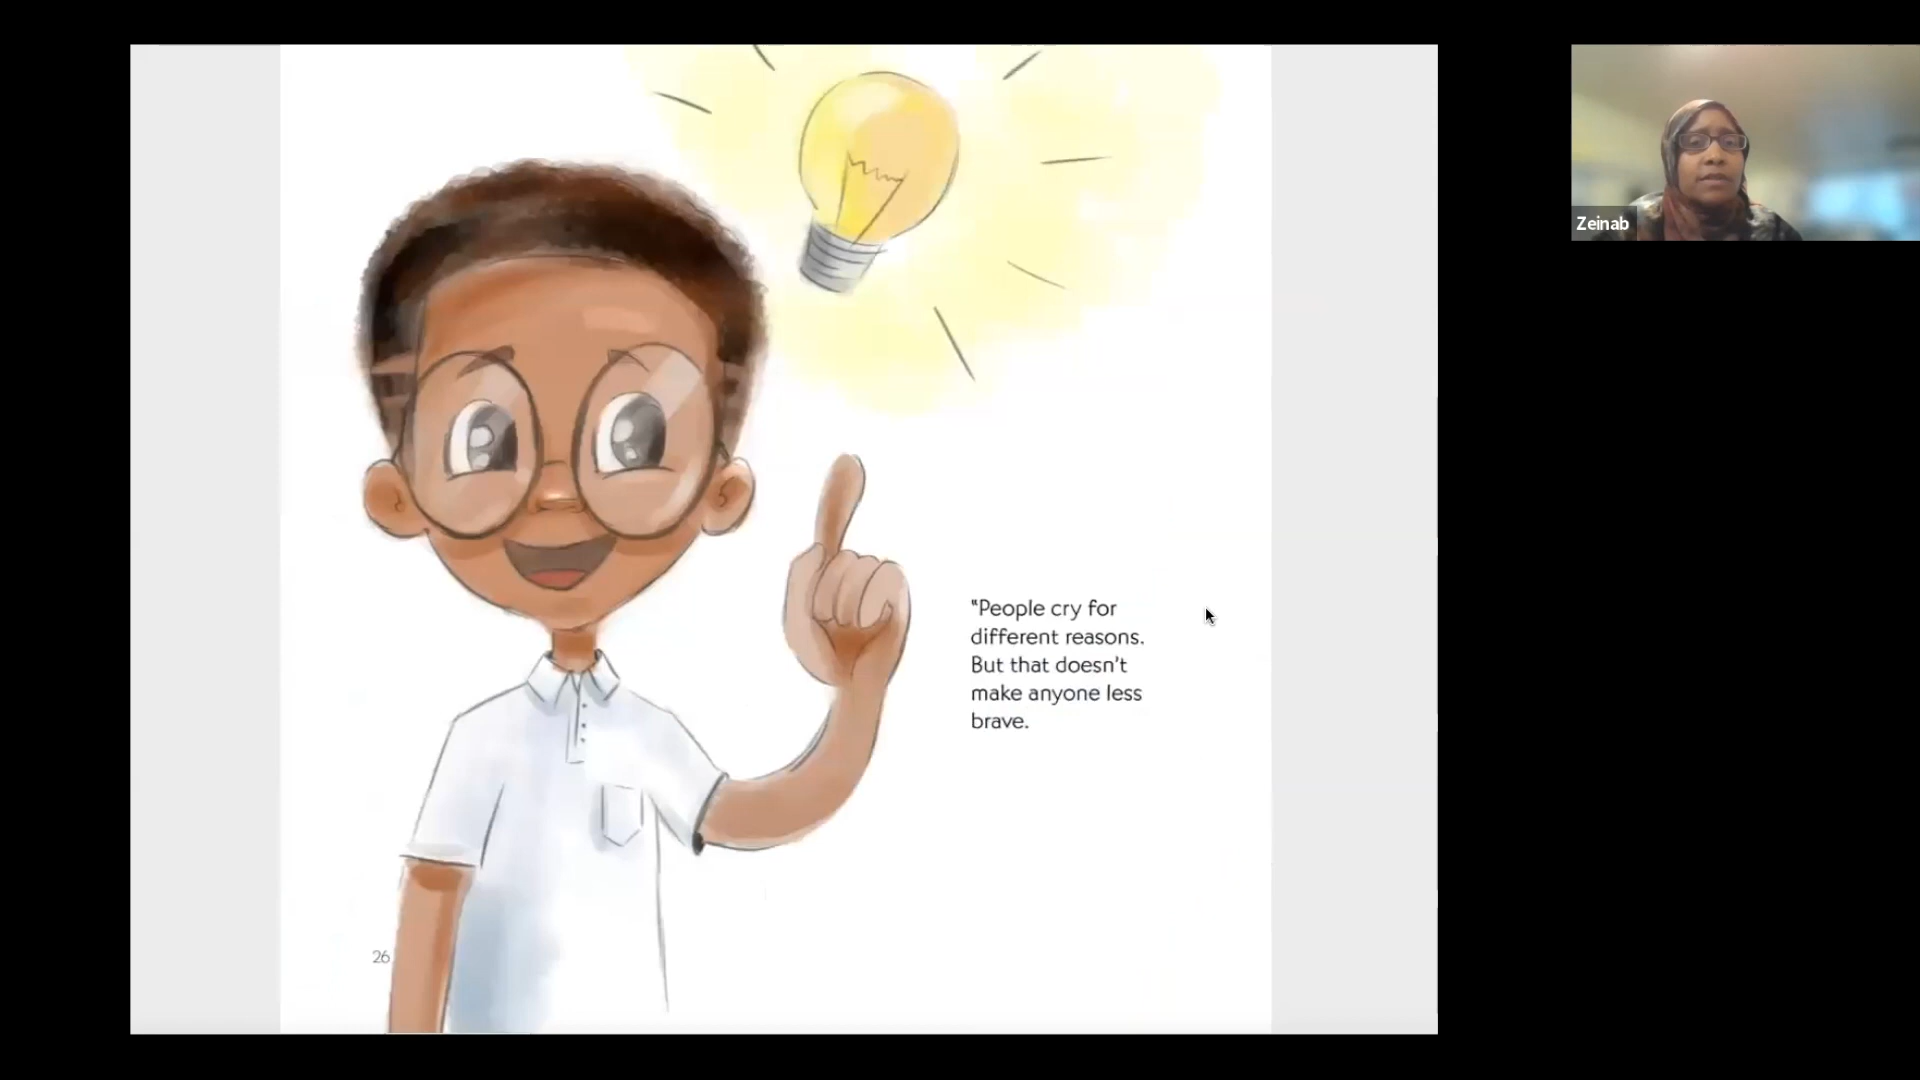 Zeinab
"People cry for
different reasons.
But that doesn't
make anyone less
brave.
26